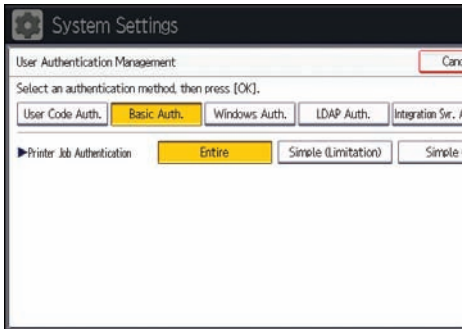 System Settings
User Authentication Management
Canc
Select an authentication method, then press [OK].
User Code Auth. Basic Auth. Windows Auth. LDAP Auth. Integration Svr. A
▶Printer Job Authentication Entire Simple (Limitation) Simple